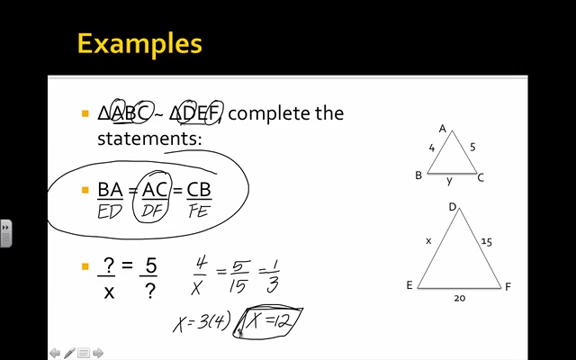 Examples
ΔABC ~ ΔDEF, complete the
statements:
BA/ED = AC/DF = CB/FE
?/x = 5/?
4/x = 5/15 = 1/3
x = 3(4) x = 12
A
4 5
B y C
D
x 15
E F
20